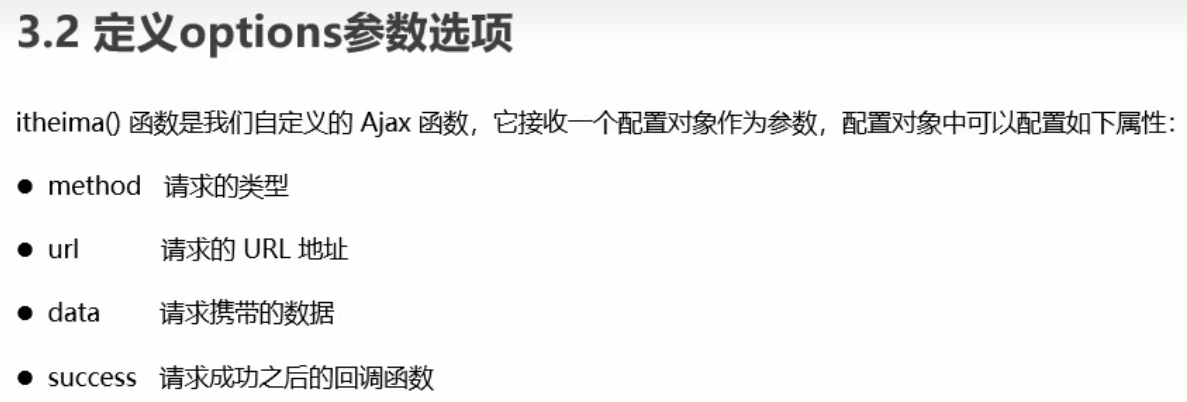 3.2 定义options参数选项
itheima() 函数是我们自定义的 Ajax 函数，它接收一个配置对象作为参数，配置对象中可以配置如下属性：
● method 请求的类型
● url 请求的 URL 地址
● data 请求携带的数据
● success 请求成功之后的回调函数